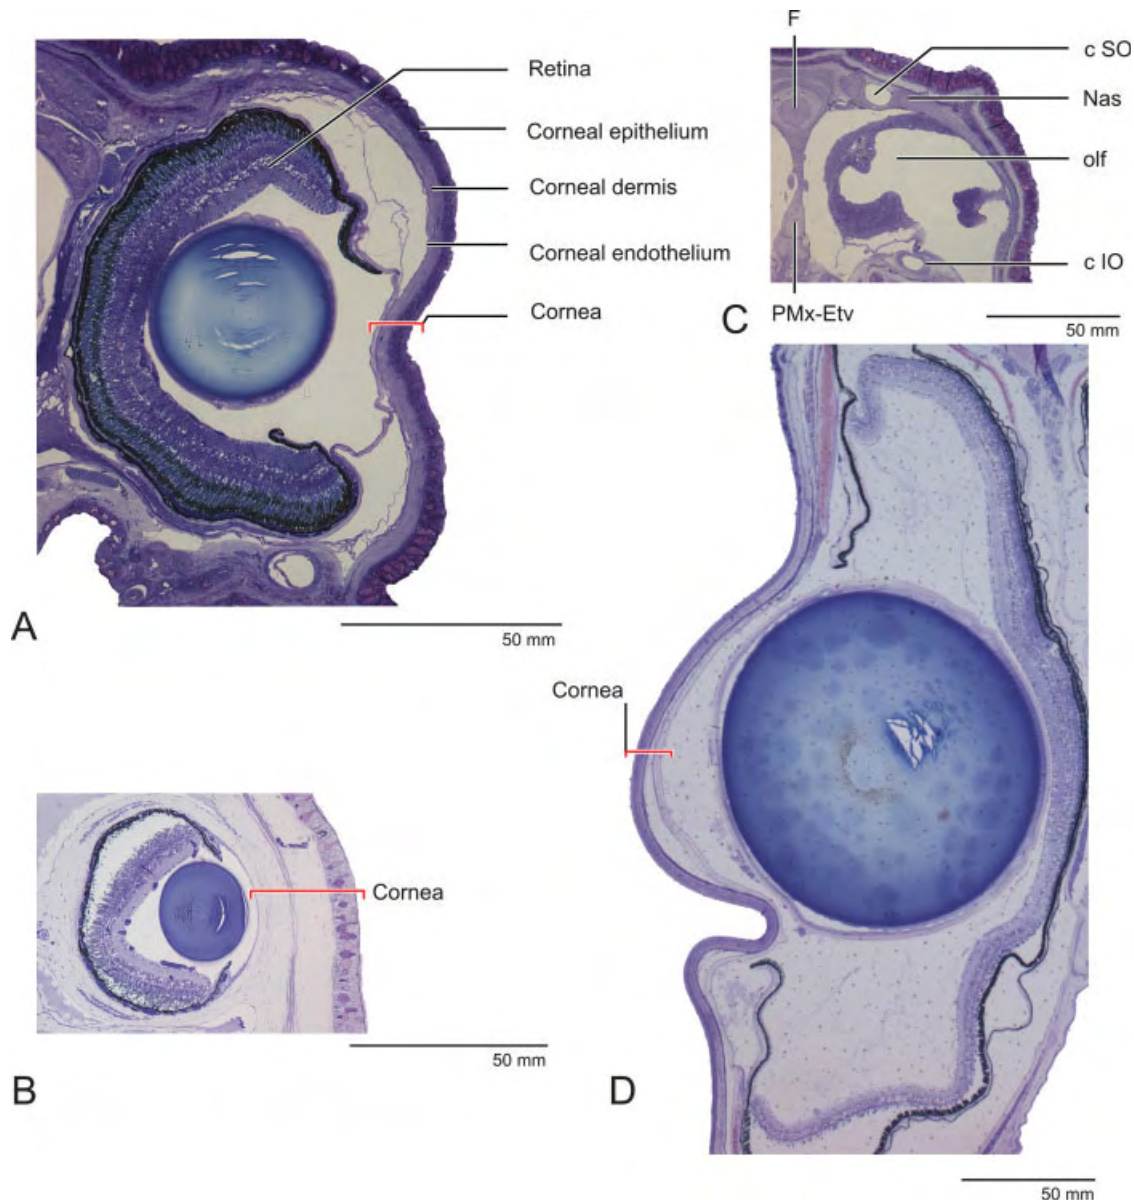 Retina
Corneal epithelium
Corneal dermis
Corneal endothelium
Cornea
50 mm
A
F
c SO
Nas
olf
c IO
PMx-Etv
C
50 mm
Cornea
50 mm
B
Cornea
D
50 mm